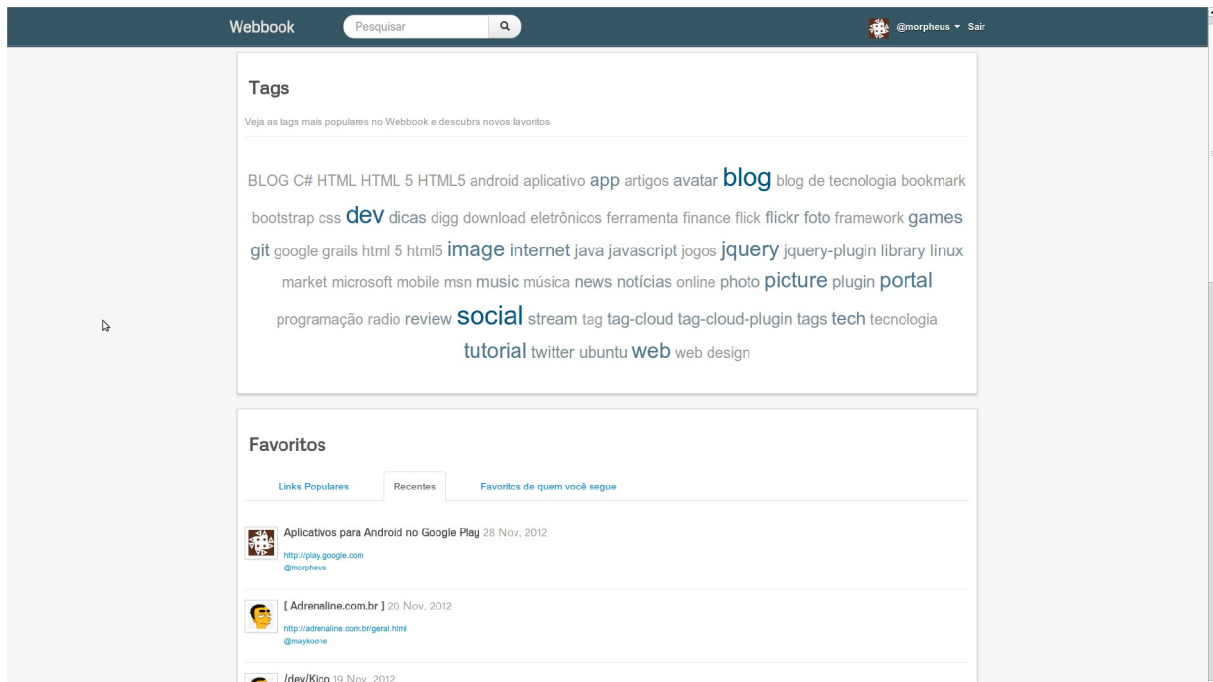 Webbook
Pesquisar
@morpheus
Sair
Tags
Veja as tags mais populares no Webbook e descubra novos favoritos
BLOG C# HTML HTML 5 HTML5 android aplicativo app artigos avatar blog blog de tecnologia bookmark
bootstrap css dev dicas digg download eletrônicos ferramenta finance flick flickr foto framework games
git google grails html 5 html5 image internet java javascript jogos jquery jquery-plugin library linux
market microsoft mobile msn music música news notícias online photo picture plugin portal
programação radio review social stream tag tag-cloud tag-cloud-plugin tags tech tecnologia
tutorial twitter ubuntu web web design
Favoritos
Links Populares
Recentes
Favoritos de quem você segue
Aplicativos para Android no Google Play 28 Nov, 2012
http://play.google.com
@morpheus
[ Adrenaline.com.br ] 20 Nov, 2012
http://adrenaline.com.br/geral.html
@maykoone
/dev/Kico 19 Nov, 2012